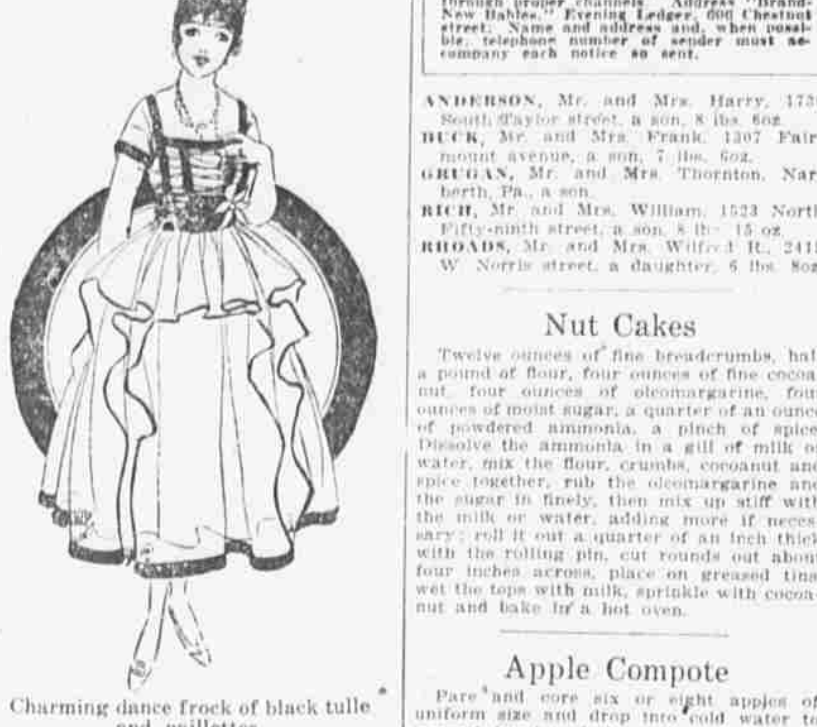 through proper channels. Address "Brand-
New Babies," Evening Ledger, 606 Chestnut
street. Name and address and, when possi-
ble, telephone number of sender must ac-
company each notice so sent.
ANDERSON, Mr. and Mrs. Harry, 173
South Taylor street, a son, 8 lbs. 6oz.
BUCK, Mr. and Mrs. Frank, 1307 Fair
mount avenue, a son, 7 lbs. 6oz.
GRUGAN, Mr. and Mrs. Thornton, Nar
berth, Pa., a son.
RICH, Mr. and Mrs. William, 1523 North
Fifty-ninth street, a son, 8 lbs 15 oz.
RHOADS, Mr. and Mrs. Wilfred R., 241
W. Norris street, a daughter, 6 lbs. 8oz
Nut Cakes
Twelve ounces of fine breadcrumbs, hal
a pound of flour, four ounces of fine cocoa
nut, four ounces of oleomargarine, four
ounces of moist sugar, a quarter of an ounce
of powdered ammonia, a pinch of spice
Dissolve the ammonia in a gill of milk o
water, mix the flour, crumbs, cocoanut and
spice together, rub the oleomargarine and
the sugar in finely, then mix up stiff with
the milk or water, adding more if neces
sary; roll it out a quarter of an inch thick
with the rolling pin, cut rounds out about
four inches across, place on greased tins
wet the tops with milk, sprinkle with cocoa-
nut and bake in a hot oven.
Apple Compote
Pare and core six or eight apples of
uniform size and drop into cold water to
Charming dance frock of black tulle
and paillettes